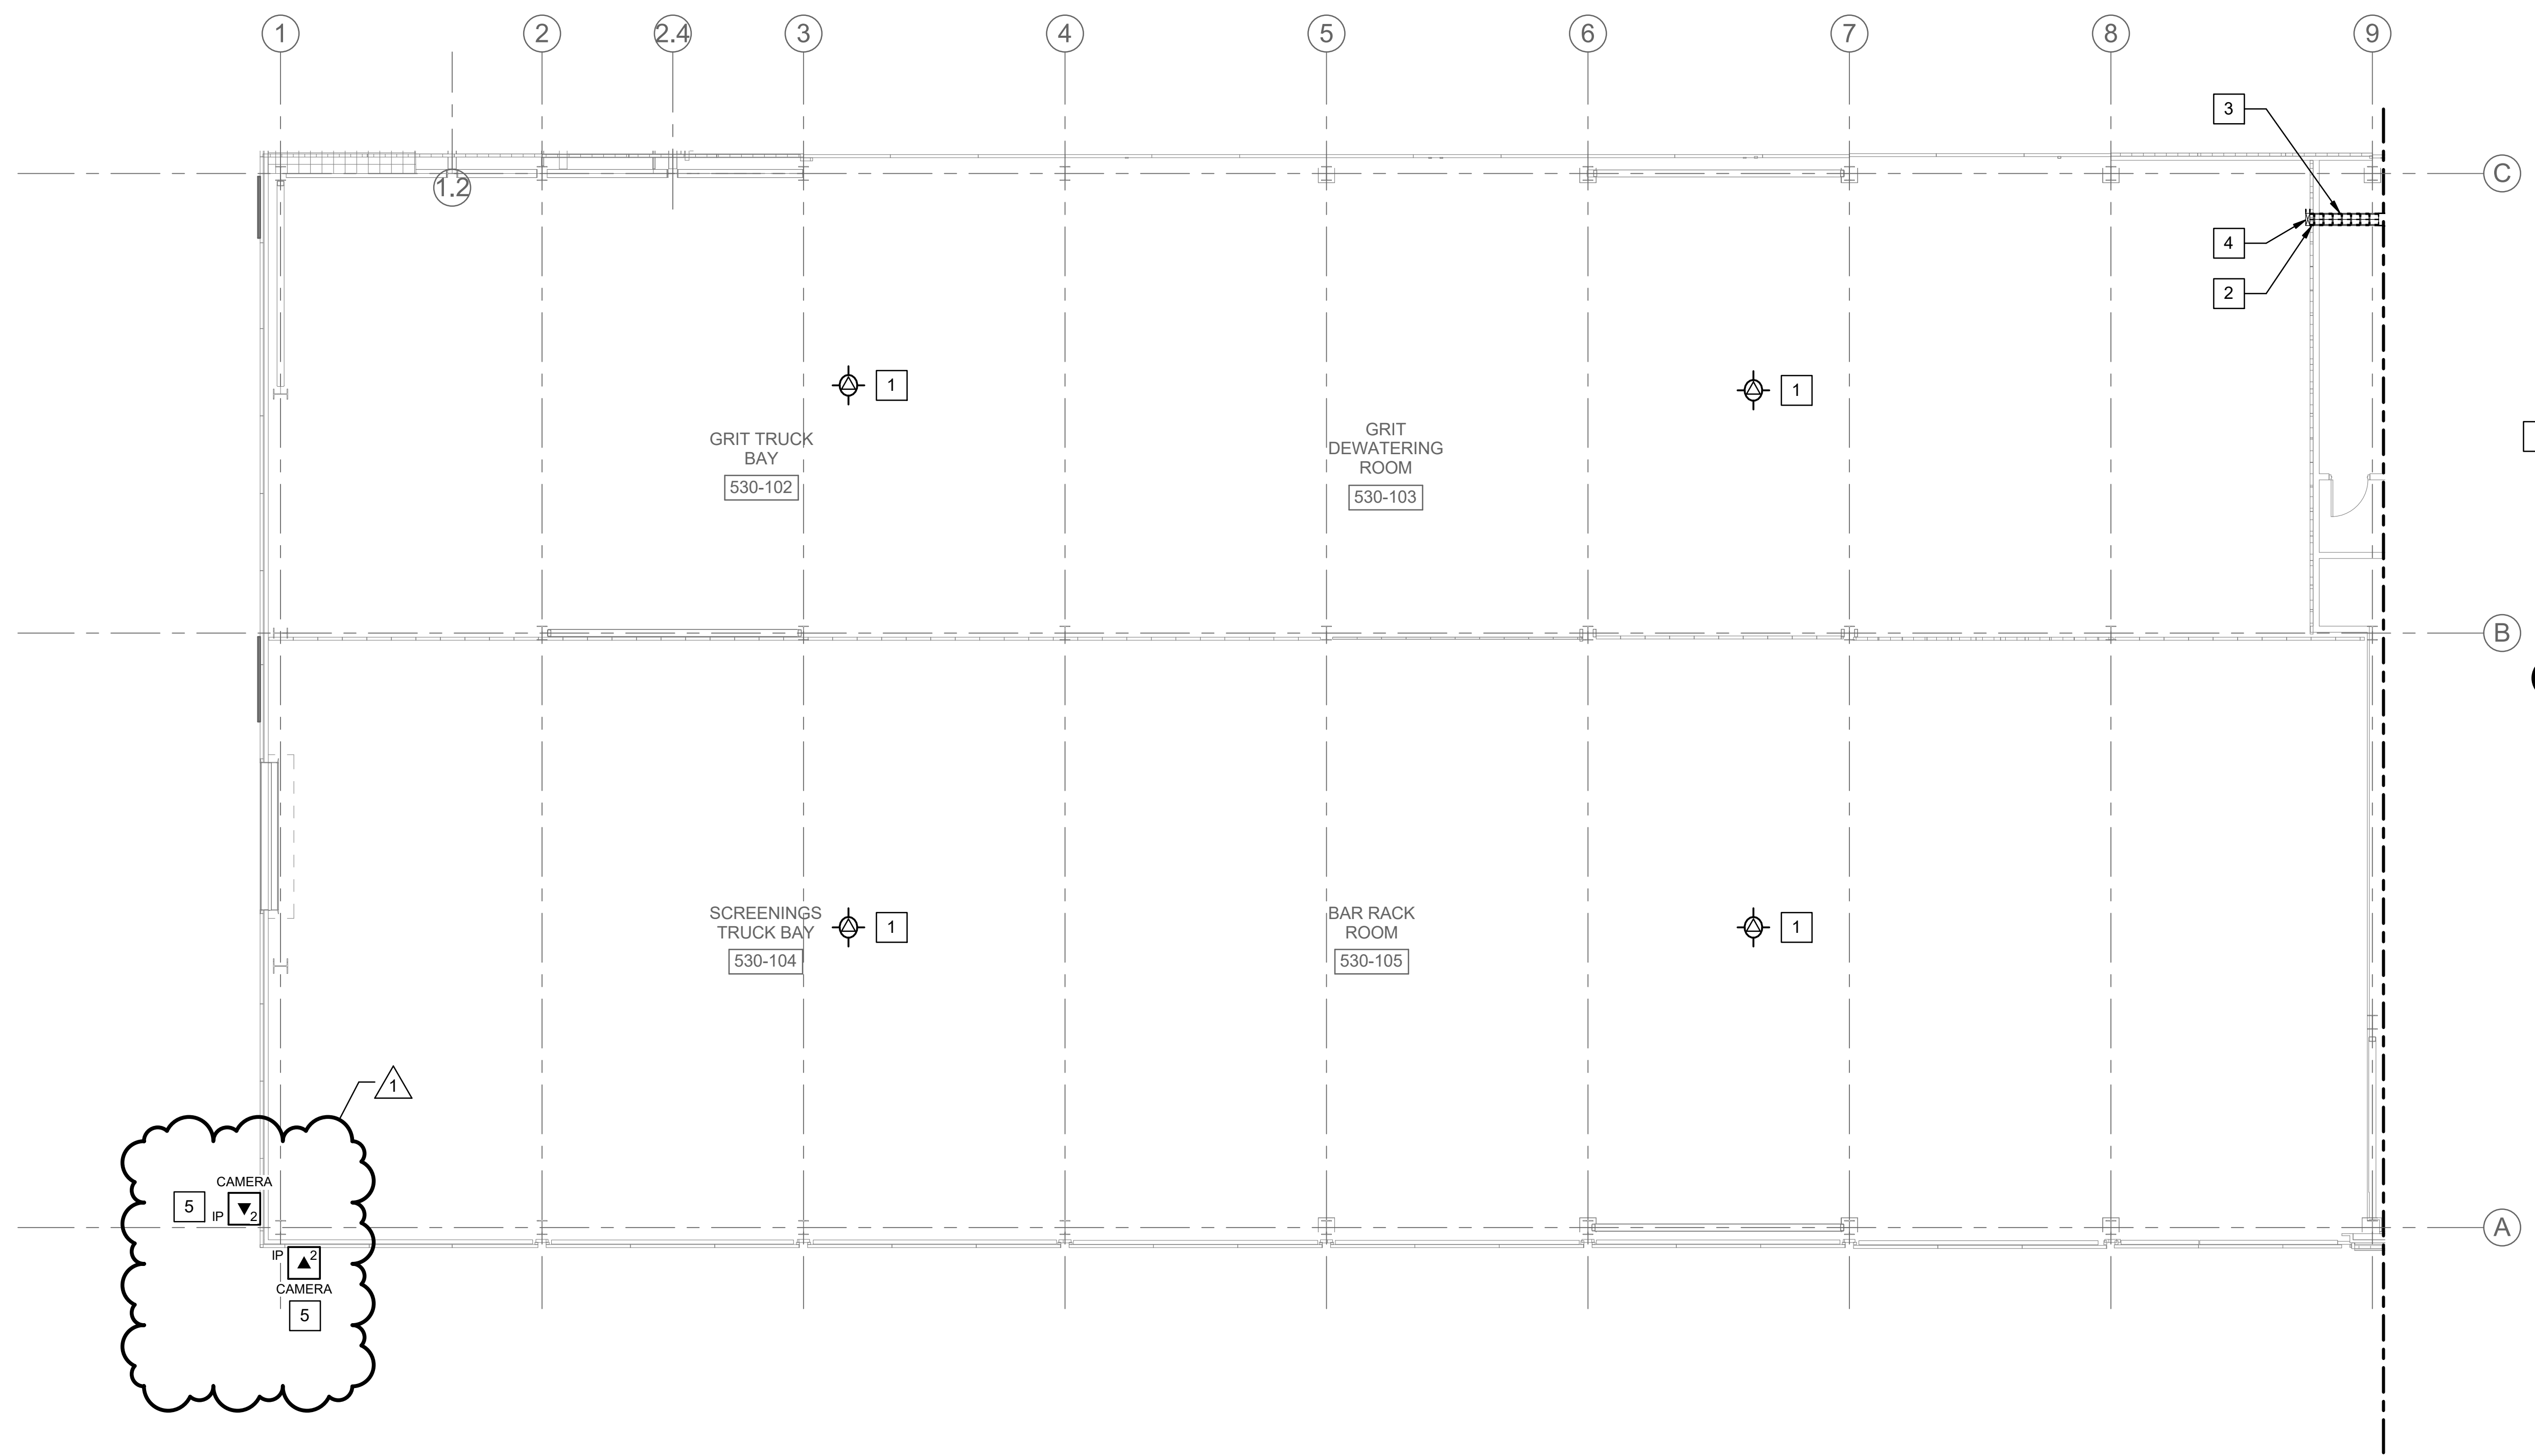 1
2
2.4
3
4
5
6
7
8
9
3
C
1.2
4
2
1
1
GRIT TRUCK
BAY
530-102
GRIT
DEWATERING
ROOM
530-103
B
SCREENINGS
TRUCK BAY
530-104
1
BAR RACK
ROOM
530-105
1
1
CAMERA
5
IP
2
A
IP
2
CAMERA
5